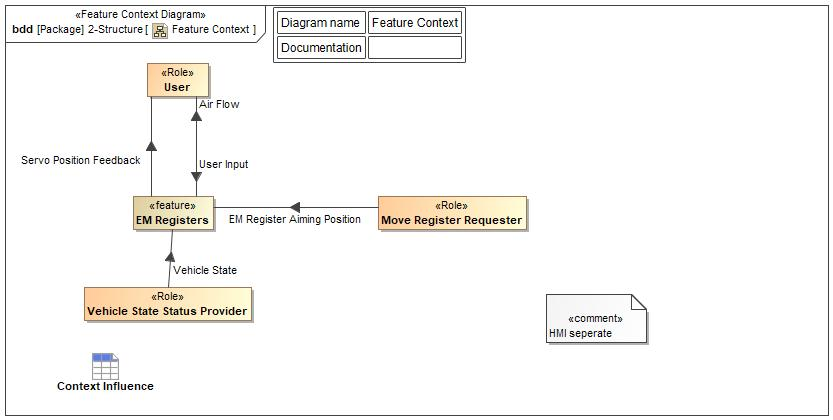 «Feature Context Diagram»
bdd [Package] 2-Structure [ Feature Context ]
Diagram name Feature Context
Documentation
«Role»
User
Air Flow
Servo Position Feedback
User Input
«feature»
EM Registers
EM Register Aiming Position
«Role»
Move Register Requester
Vehicle State
«Role»
Vehicle State Status Provider
«comment»
HMI seperate
Context Influence